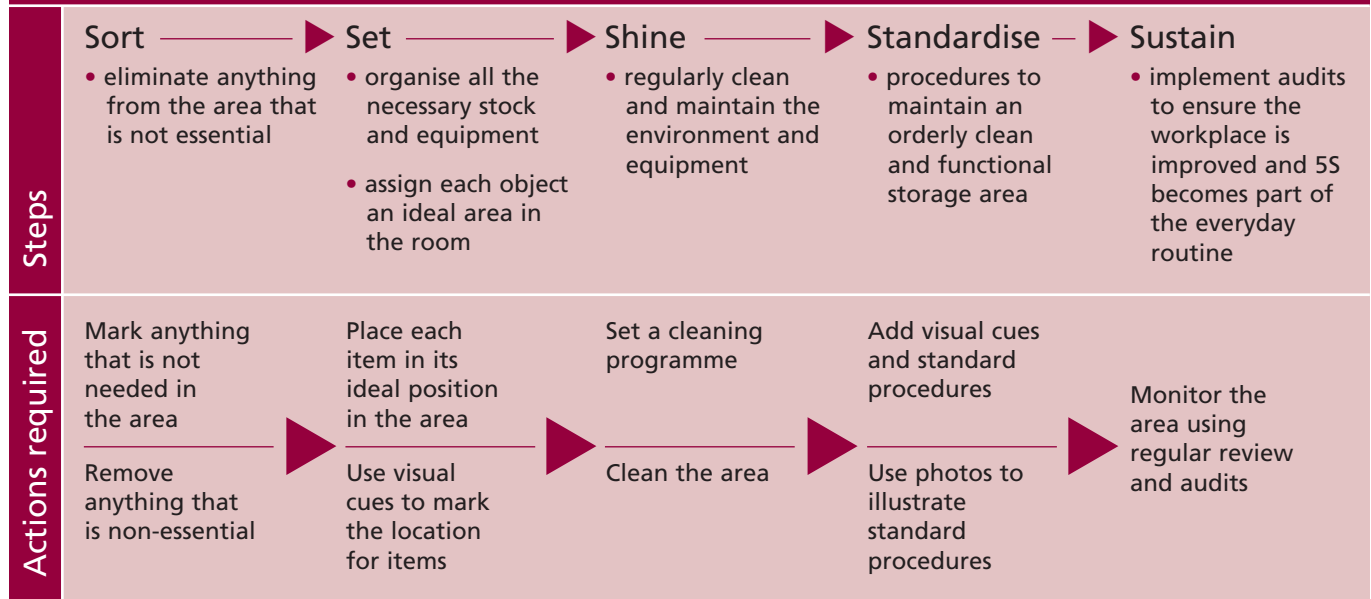 Steps
Sort
• eliminate anything
from the area that
is not essential
Set
• organise all the
necessary stock
and equipment
• assign each object
an ideal area in
the room
Shine
• regularly clean
and maintain the
environment and
equipment
Standardise
• procedures to
maintain an
orderly clean
and functional
storage area
Sustain
• implement audits
to ensure the
workplace is
improved and 5S
becomes part of
the everyday
routine
Actions required
Mark anything
that is not
needed in
the area
Remove
anything that
is non-essential
Place each
item in its
ideal position
in the area
Use visual
cues to mark
the location
for items
Set a cleaning
programme
Clean the area
Add visual cues
and standard
procedures
Use photos to
illustrate
standard
procedures
Monitor the
area using
regular review
and audits